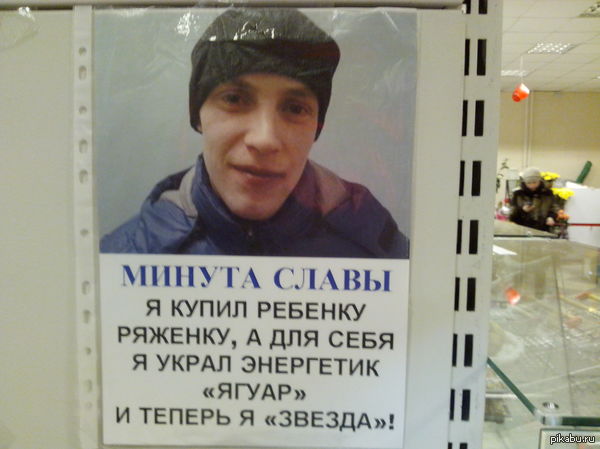 МИНУТА СЛАВЫ
Я КУПИЛ РЕБЕНКУ
РЯЖЕНКУ, А ДЛЯ СЕБЯ
Я УКРАЛ ЭНЕРГЕТИК
«ЯГУАР»
И ТЕПЕРЬ Я «ЗВЕЗДА»!
pikabu.ru